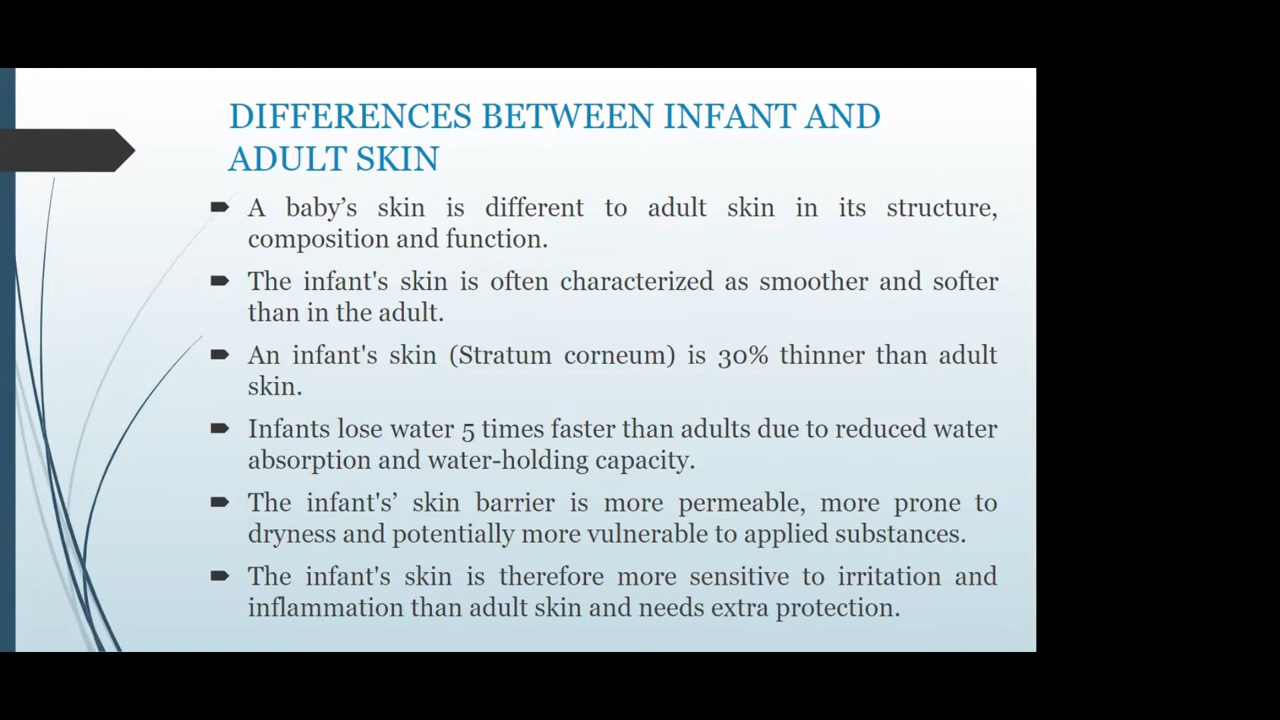 DIFFERENCES BETWEEN INFANT AND
ADULT SKIN
A baby’s skin is different to adult skin in its structure,
composition and function.
The infant's skin is often characterized as smoother and softer
than in the adult.
An infant's skin (Stratum corneum) is 30% thinner than adult
skin.
Infants lose water 5 times faster than adults due to reduced water
absorption and water-holding capacity.
The infant's’ skin barrier is more permeable, more prone to
dryness and potentially more vulnerable to applied substances.
The infant's skin is therefore more sensitive to irritation and
inflammation than adult skin and needs extra protection.